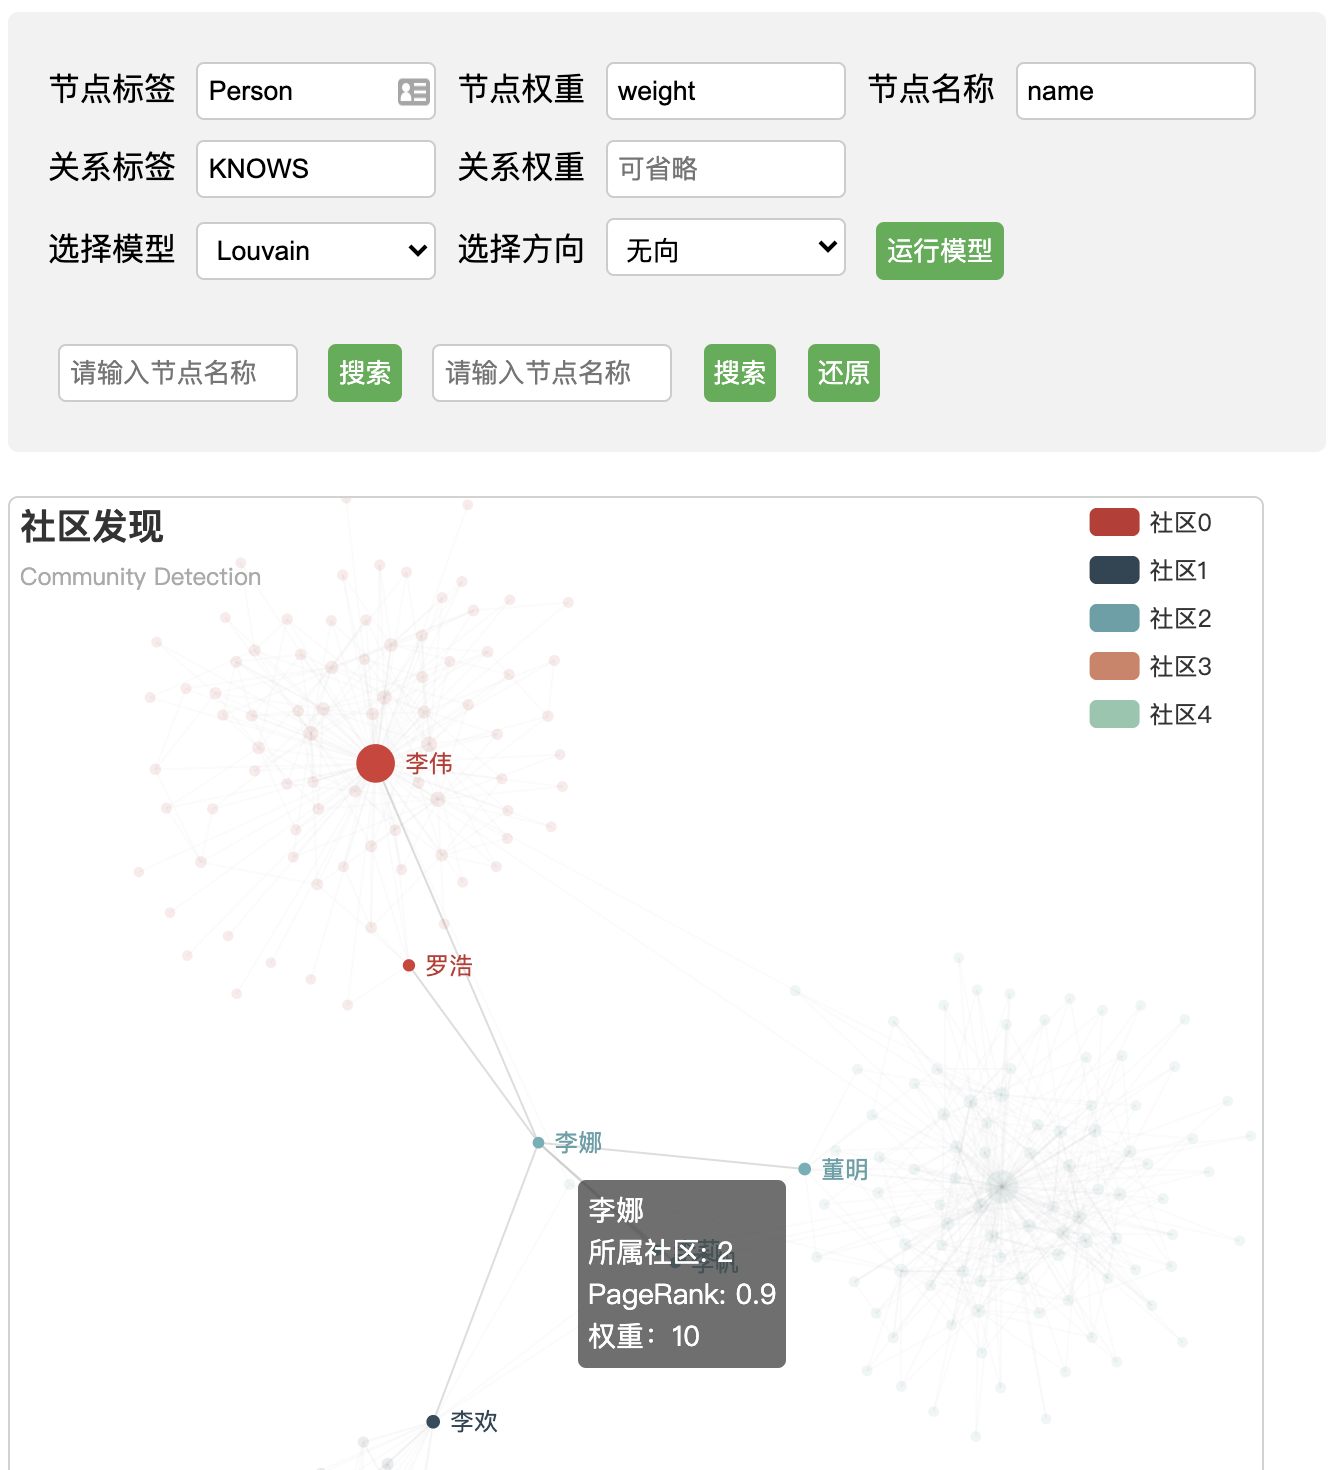 节点标签 Person 节点权重 weight 节点名称 name
关系标签 KNOWS 关系权重 可省略
选择模型 Louvain 选择方向 无向 运行模型
请输入节点名称 搜索 请输入节点名称 搜索 还原
社区发现
Community Detection
社区0
社区1
社区2
社区3
社区4
李伟
罗浩
李娜
董明
李娜
所属社区: 2
PageRank: 0.9
权重：10
李帆
李欢